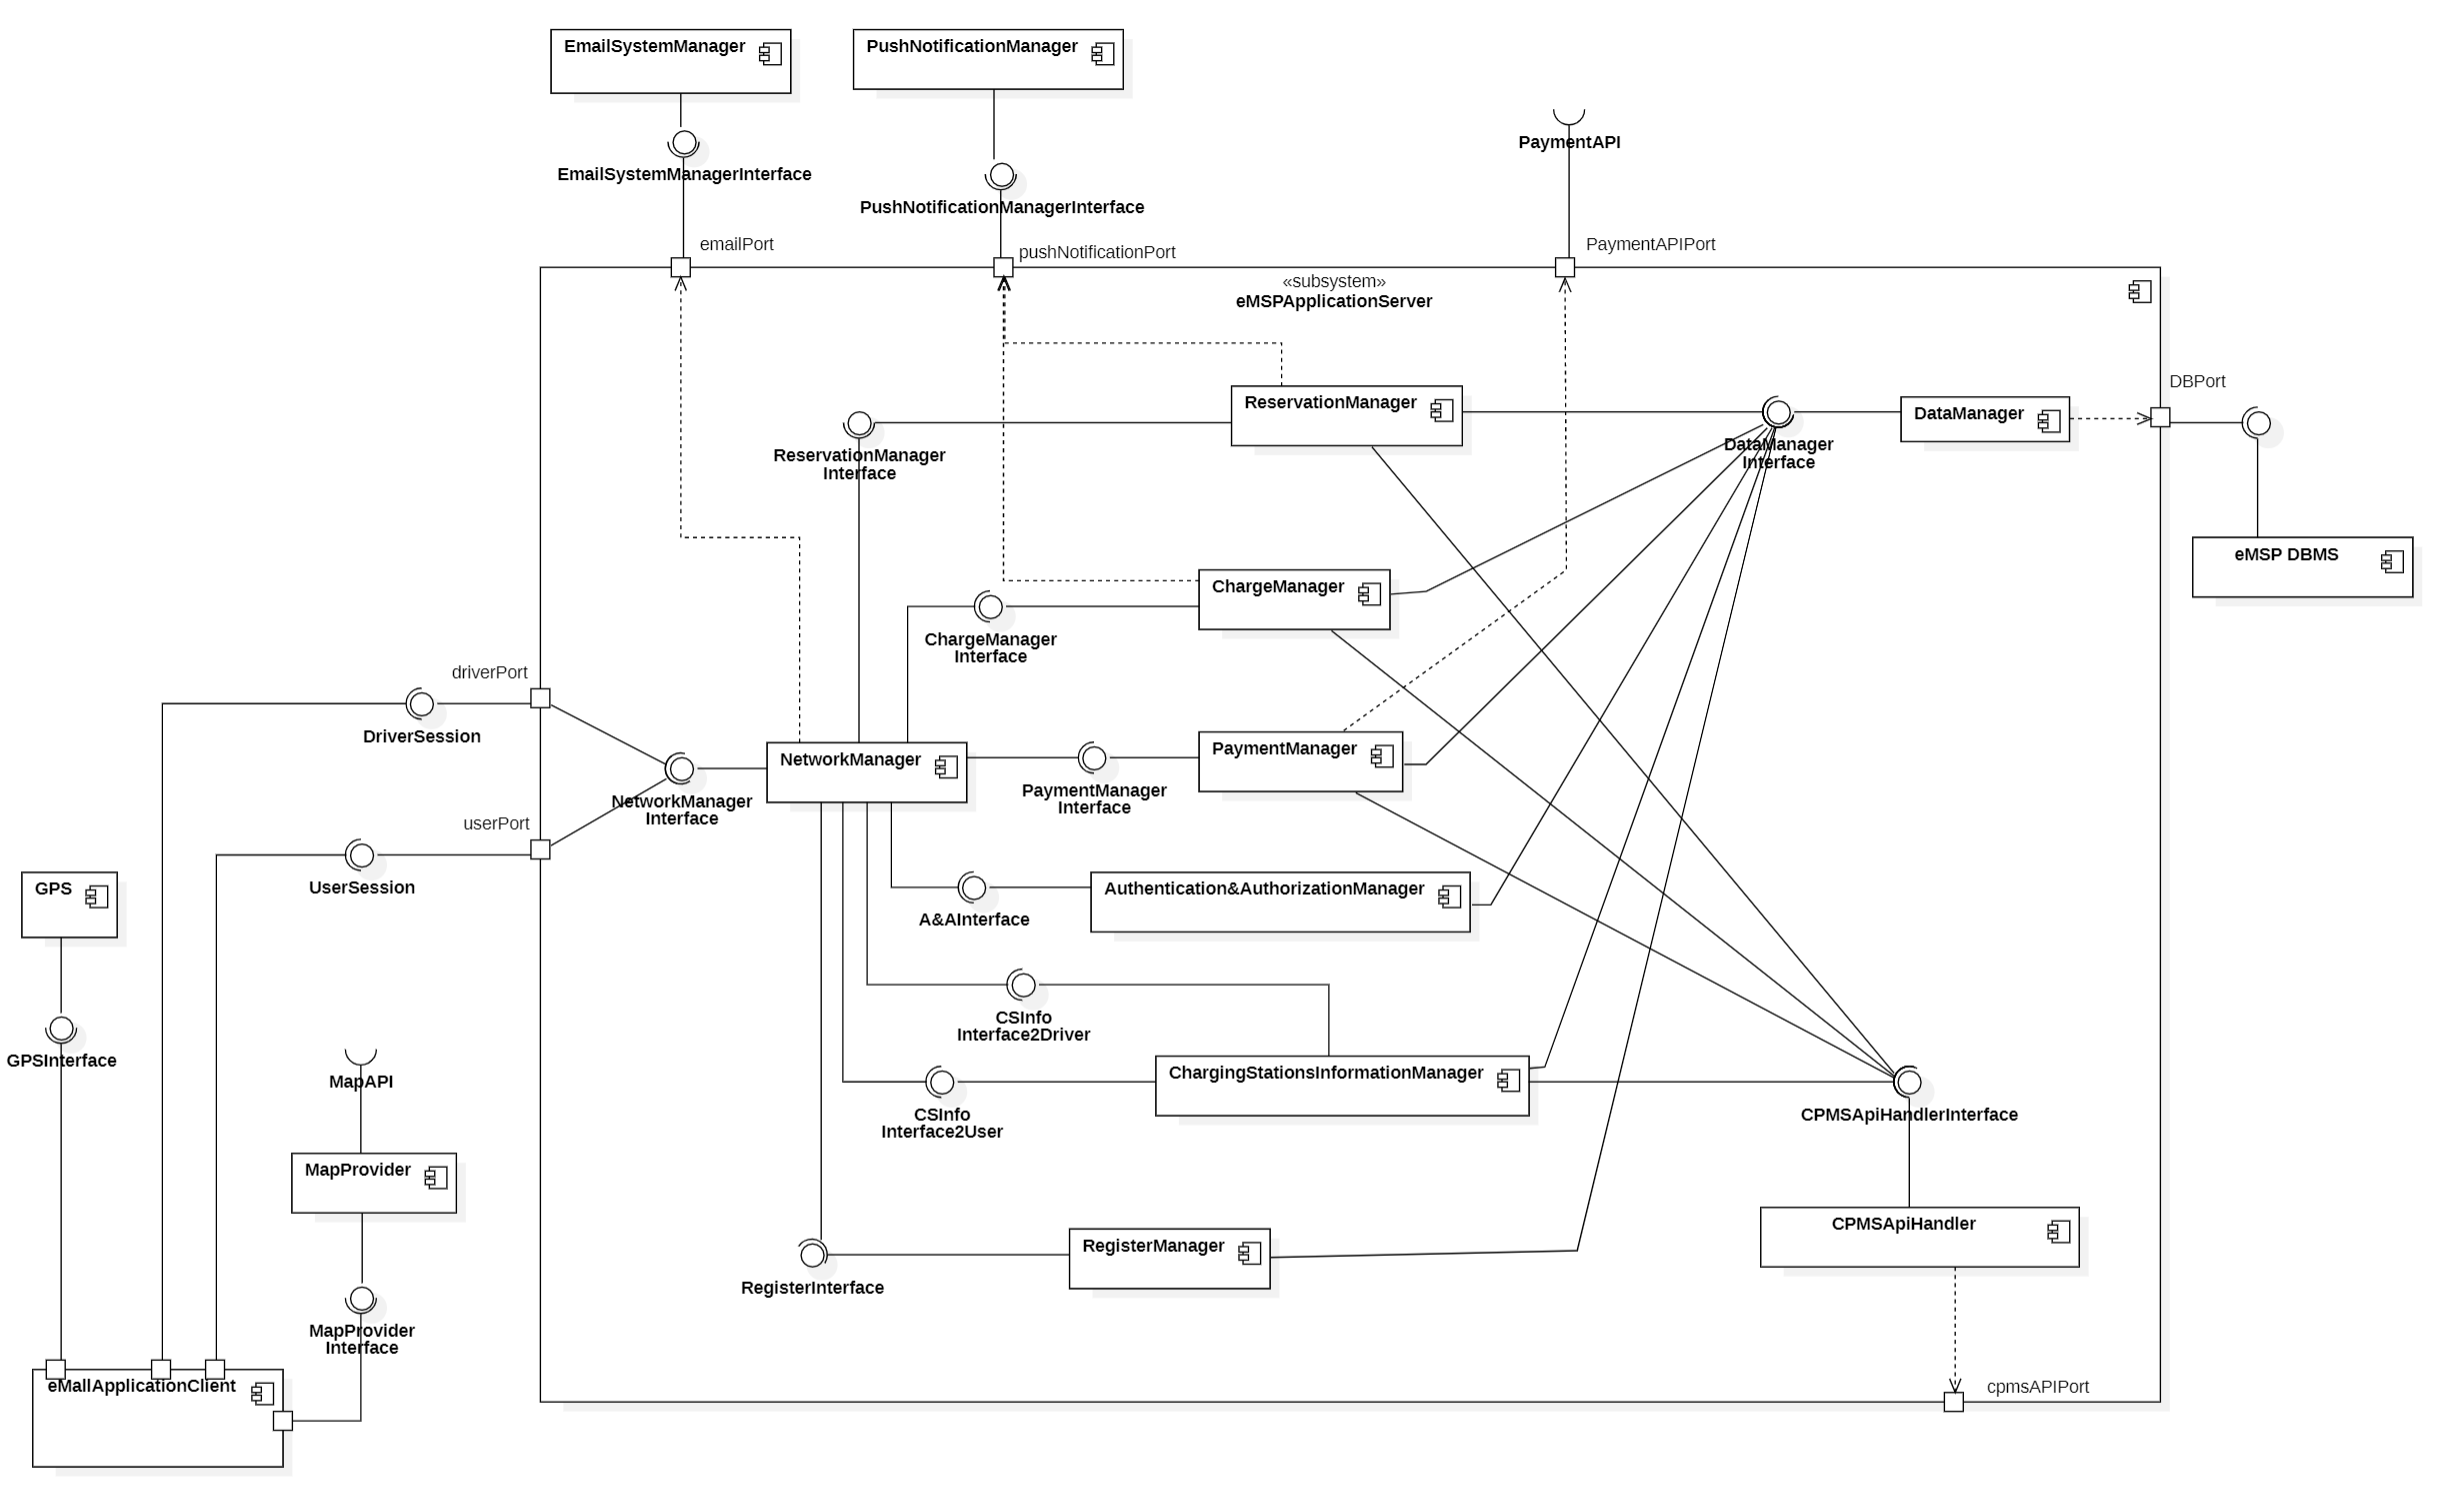 EmailSystemManager
PushNotificationManager
PaymentAPI
EmailSystemManagerInterface
PushNotificationManagerInterface
emailPort
pushNotificationPort
PaymentAPIPort
«subsystem»
eMSPApplicationServer
DBPort
ReservationManager
DataManager
ReservationManager
Interface
DataManager
Interface
eMSP DBMS
ChargeManager
ChargeManager
Interface
driverPort
DriverSession
NetworkManager
PaymentManager
NetworkManager
Interface
PaymentManager
Interface
userPort
UserSession
GPS
Authentication&AuthorizationManager
A&AInterface
CSInfo
Interface2Driver
GPSInterface
MapAPI
ChargingStationsInformationManager
CSInfo
Interface2User
CPMSApiHandlerInterface
MapProvider
CPMSApiHandler
RegisterManager
RegisterInterface
MapProvider
Interface
eMallApplicationClient
cpmsAPIPort